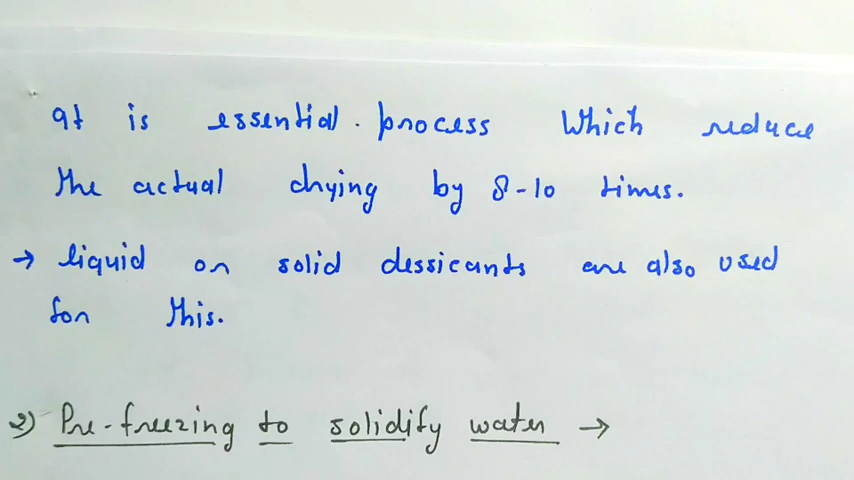 It is essential. process which reduce
the actual drying by 8-10 times.
→ liquid or solid dessicants are also used
for this.
2) Pre-freezing to solidify water →